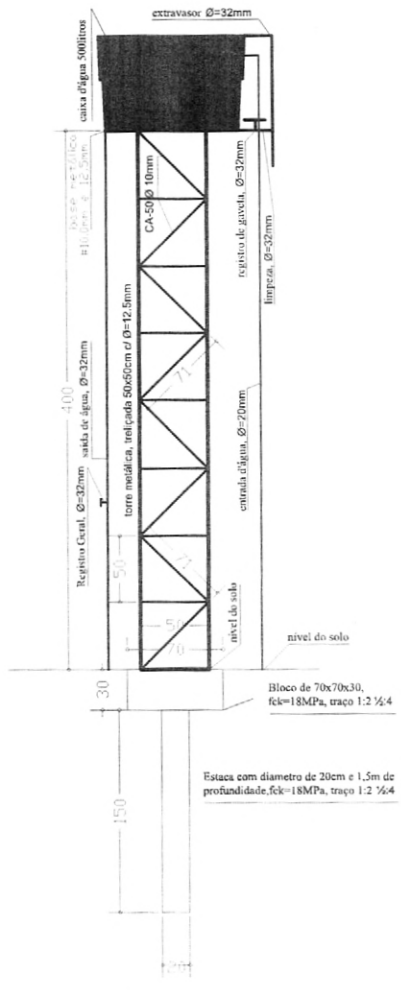 extravasor Ø=32mm
caixa d'água 500litros
base metálico
CA-50 Ø 10mm
registro de gaveta, Ø=32mm
limpeza, Ø=32mm
torre metálica, treliçada 50x50cm c/ Ø=12.5mm
saída de água, Ø=32mm
400
71
entrada d'água, Ø=20mm
Registro Geral, Ø=32mm
50
71
nível do solo
50
70
nível do solo
30
Bloco de 70x70x30,
fck=18MPa, traço 1:2 ½:4
Estaca com diametro de 20cm e 1,5m de
profundidade,fck=18MPa, traço 1:2 ½:4
150
20